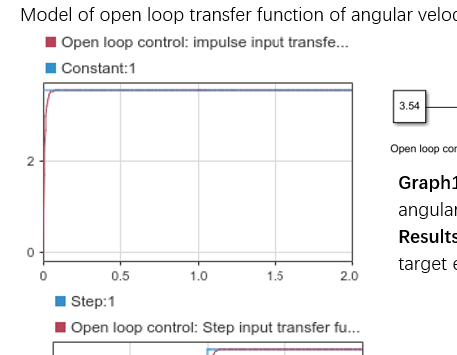 Model of open loop transfer function of angular
Open loop control: impulse input transfe...
Constant:1
3.54
2
Open loop
0
0 0.5 1.0 1.5 2.0
Graph1
angular
Results
target
Step:1
Open loop control: Step input transfer fu...